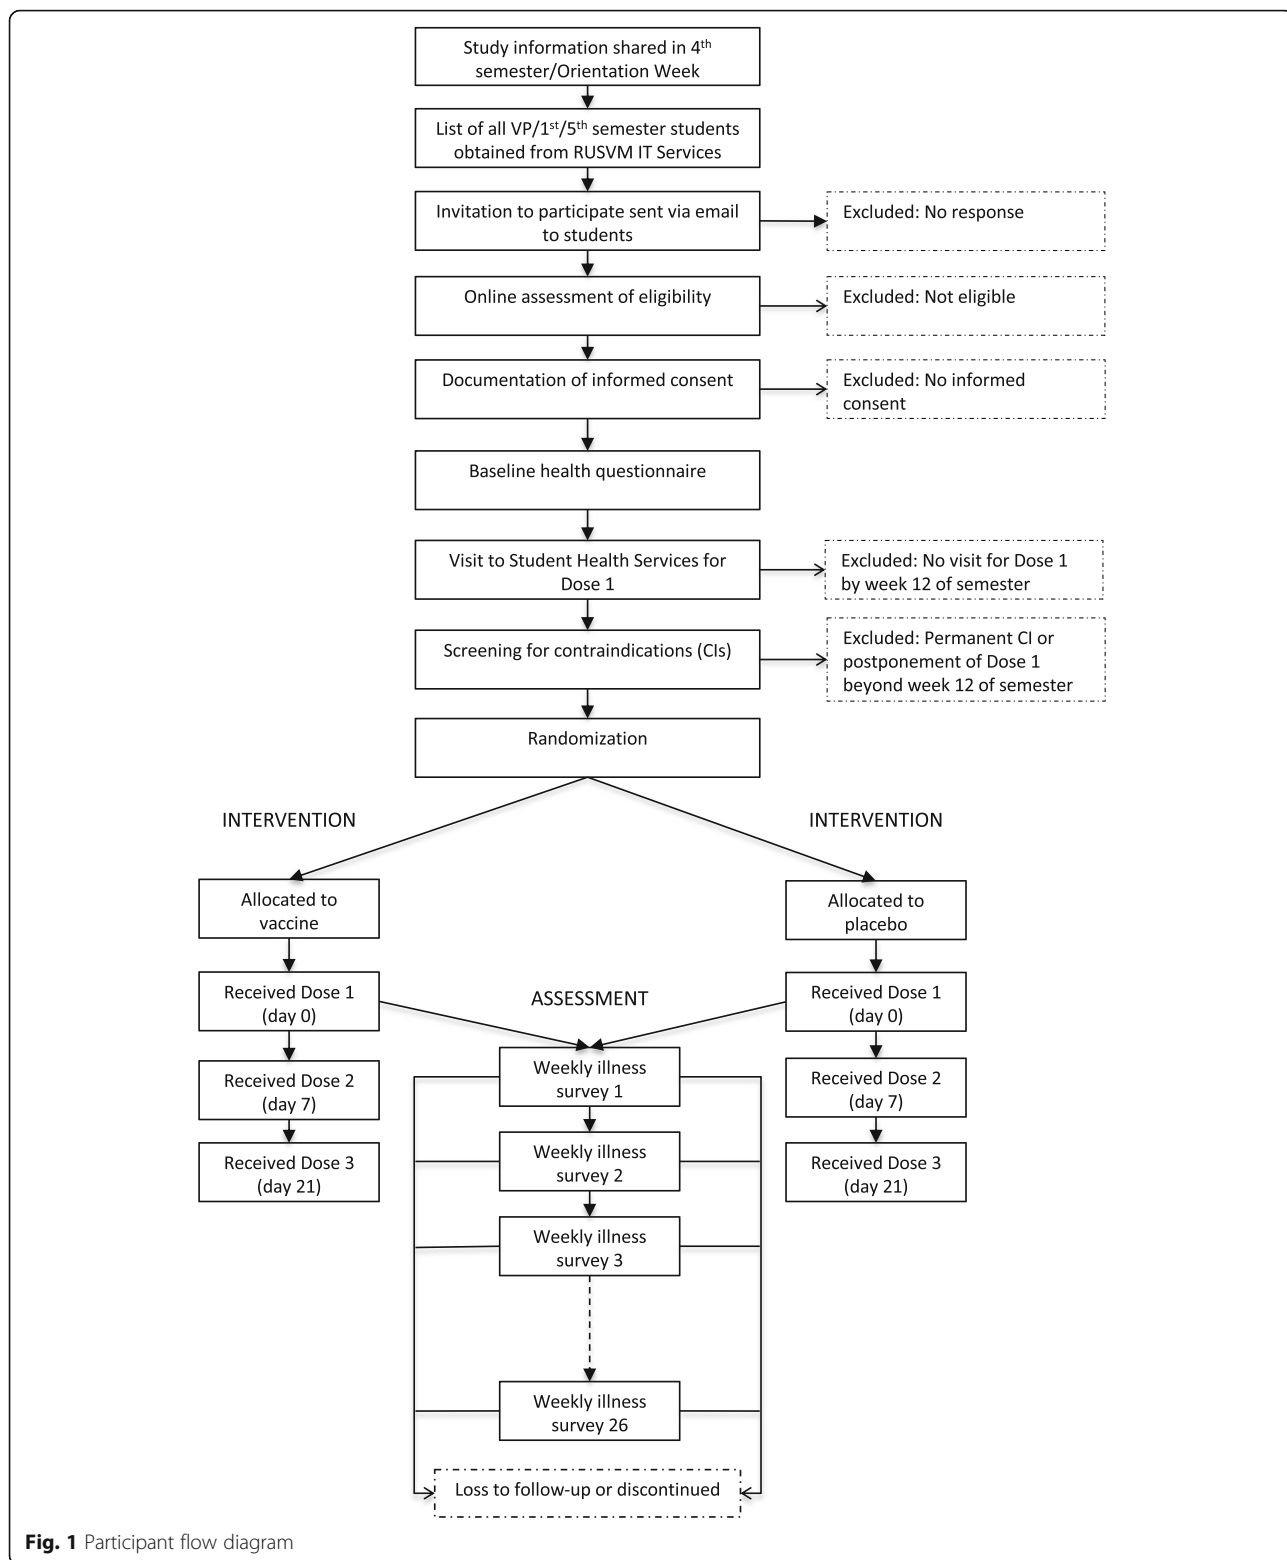 Study information shared in 4th
semester/Orientation Week
List of all VP/1st/5th semester students
obtained from RUSVM IT Services
Invitation to participate sent via email
to students
Excluded: No response
Online assessment of eligibility
Excluded: Not eligible
Documentation of informed consent
Excluded: No informed
consent
Baseline health questionnaire
Visit to Student Health Services for
Dose 1
Excluded: No visit for Dose 1
by week 12 of semester
Screening for contraindications (CIs)
Excluded: Permanent CI or
postponement of Dose 1
beyond week 12 of semester
Randomization
INTERVENTION
INTERVENTION
Allocated to
vaccine
Allocated to
placebo
Received Dose 1
(day 0)
ASSESSMENT
Received Dose 1
(day 0)
Weekly illness
survey 1
Received Dose 2
(day 7)
Received Dose 2
(day 7)
Weekly illness
survey 2
Received Dose 3
(day 21)
Received Dose 3
(day 21)
Weekly illness
survey 3
Weekly illness
survey 26
Loss to follow-up or discontinued
Fig. 1 Participant flow diagram